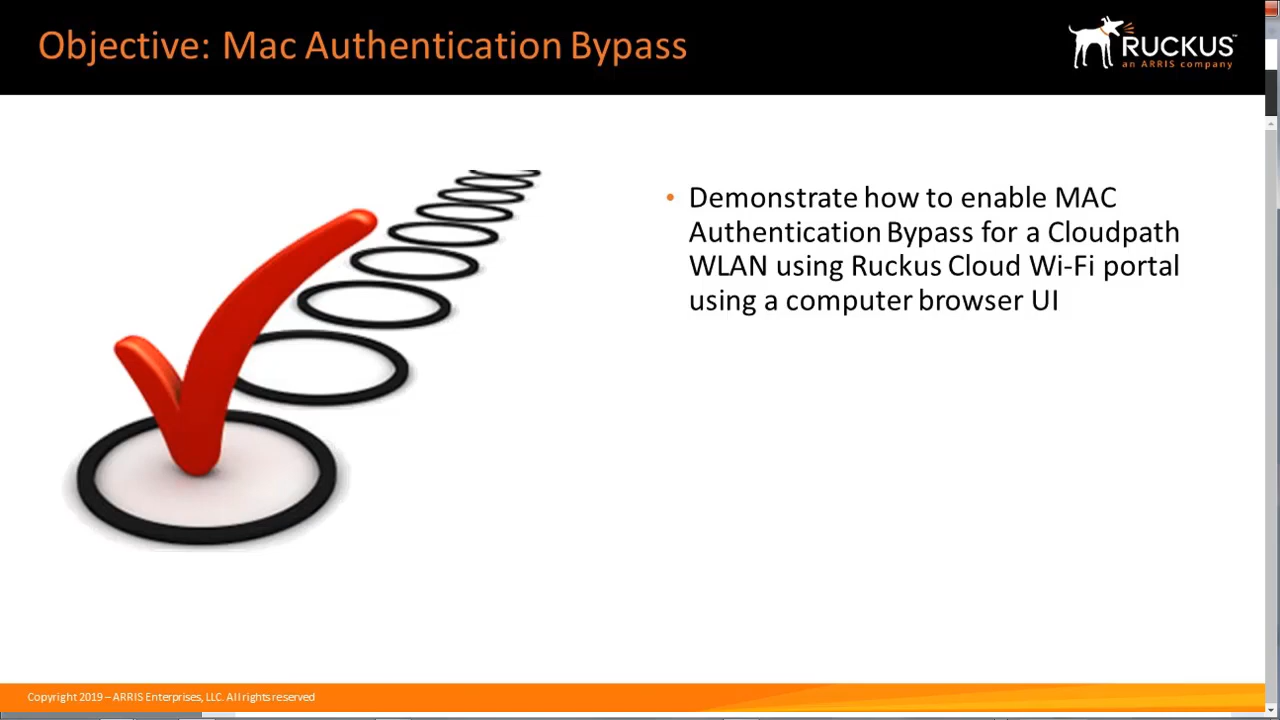 Objective: Mac Authentication Bypass
RUCKUS™
an ARRIS company
• Demonstrate how to enable MAC
Authentication Bypass for a Cloudpath
WLAN using Ruckus Cloud Wi-Fi portal
using a computer browser UI
Copyright 2019 – ARRIS Enterprises, LLC. All rights reserved